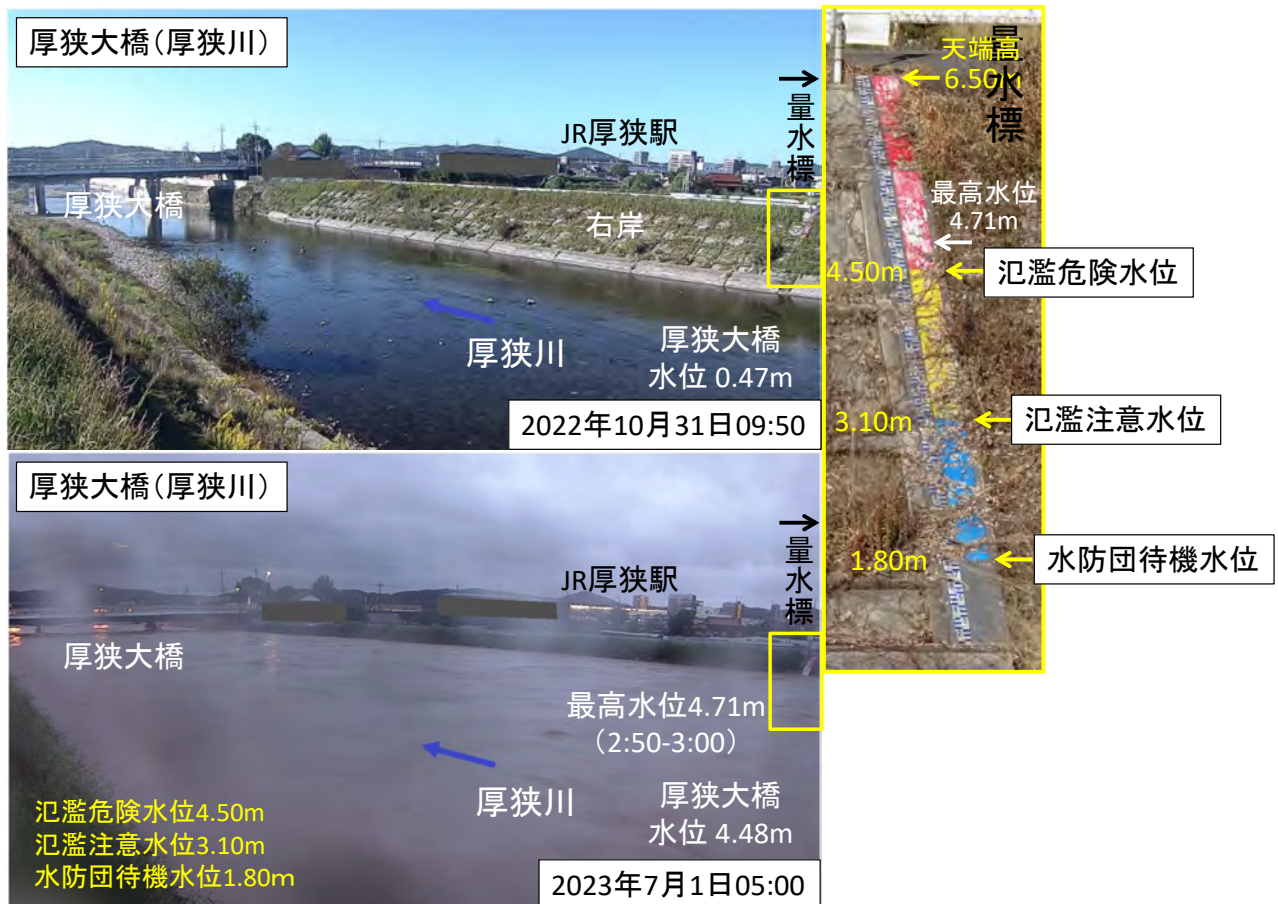 厚狭大橋（厚狭川）
JR厚狭駅
量水標
厚狭大橋
右岸
厚狭川
厚狭大橋
水位 0.47m
2022年10月31日09:50
天端高
6.50m
量水標
最高水位
4.71m
4.50m
氾濫危険水位
3.10m
氾濫注意水位
1.80m
水防団待機水位
厚狭大橋（厚狭川）
JR厚狭駅
量水標
厚狭大橋
最高水位4.71m
（2:50-3:00）
厚狭川
厚狭大橋
水位 4.48m
氾濫危険水位4.50m
氾濫注意水位3.10m
水防団待機水位1.80m
2023年7月1日05:00